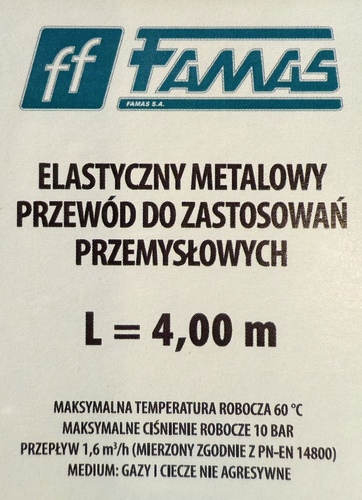 ff FAMAS
FAMAS S.A.
ELASTYCZNY METALOWY
PRZEWÓD DO ZASTOSOWAŃ
PRZEMYSŁOWYCH
L = 4,00 m
MAKSYMALNA TEMPERATURA ROBOCZA 60 °C
MAKSYMALNE CIŚNIENIE ROBOCZE 10 BAR
PRZEPŁYW 1,6 m³/h (MIERZONY ZGODNIE Z PN-EN 14800)
MEDIUM: GAZY I CIECZE NIE AGRESYWNE